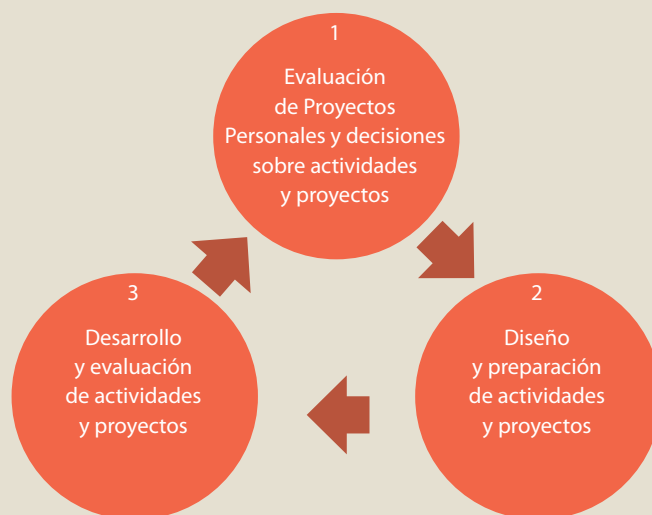 1
Evaluación
de Proyectos
Personales y decisiones
sobre actividades
y proyectos
2
Diseño
y preparación
de actividades
y proyectos
3
Desarrollo
y evaluación
de actividades
y proyectos